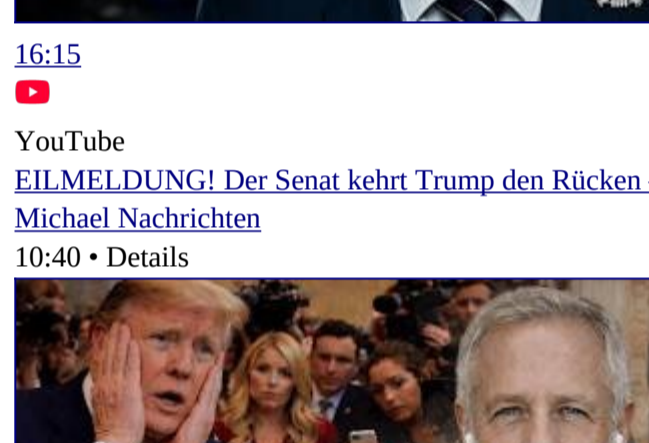 16:15
YouTube
EILMELDUNG! Der Senat kehrt Trump den Rücken
Michael Nachrichten
10:40 • Details